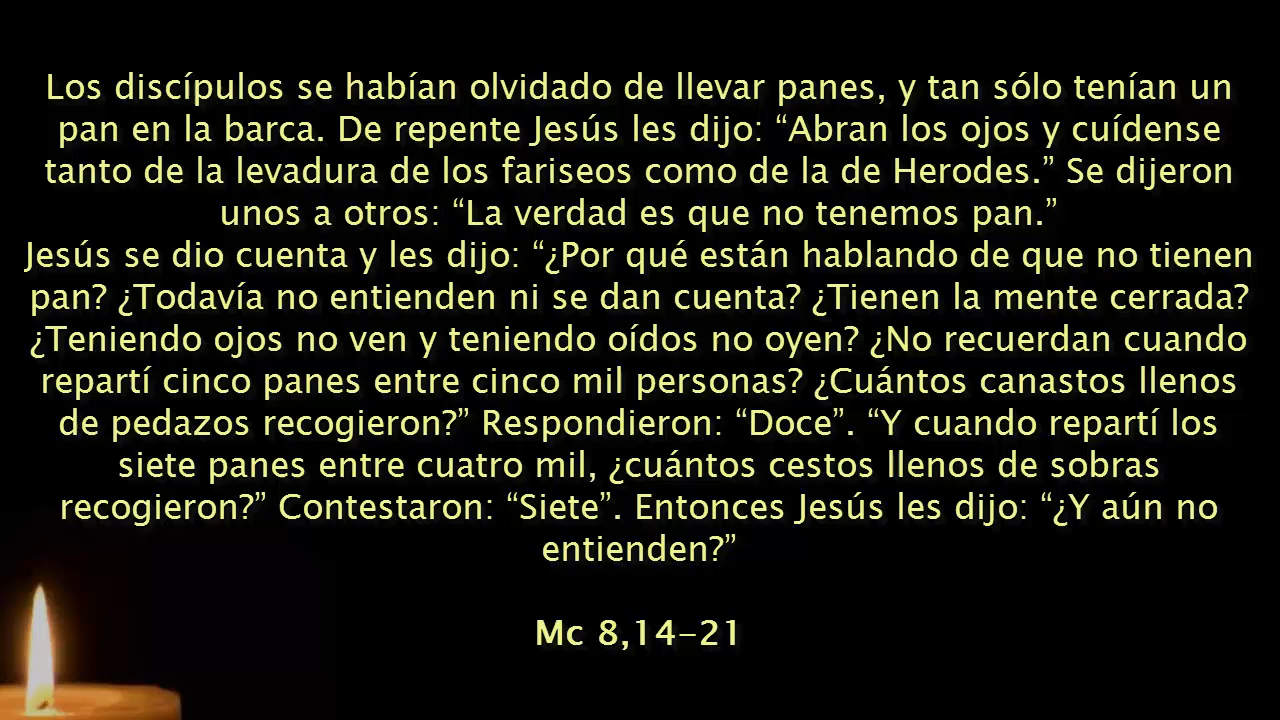 Los discípulos se habían olvidado de llevar panes, y tan sólo tenían un
pan en la barca. De repente Jesús les dijo: “Abran los ojos y cuídense
tanto de la levadura de los fariseos como de la de Herodes.” Se dijeron
unos a otros: “La verdad es que no tenemos pan.”
Jesús se dio cuenta y les dijo: “¿Por qué están hablando de que no tienen
pan? ¿Todavía no entienden ni se dan cuenta? ¿Tienen la mente cerrada?
¿Teniendo ojos no ven y teniendo oídos no oyen? ¿No recuerdan cuando
repartí cinco panes entre cinco mil personas? ¿Cuántos canastos llenos
de pedazos recogieron?” Respondieron: “Doce”. “Y cuando repartí los
siete panes entre cuatro mil, ¿cuántos cestos llenos de sobras
recogieron?” Contestaron: “Siete”. Entonces Jesús les dijo: “¿Y aún no
entienden?”
Mc 8,14-21